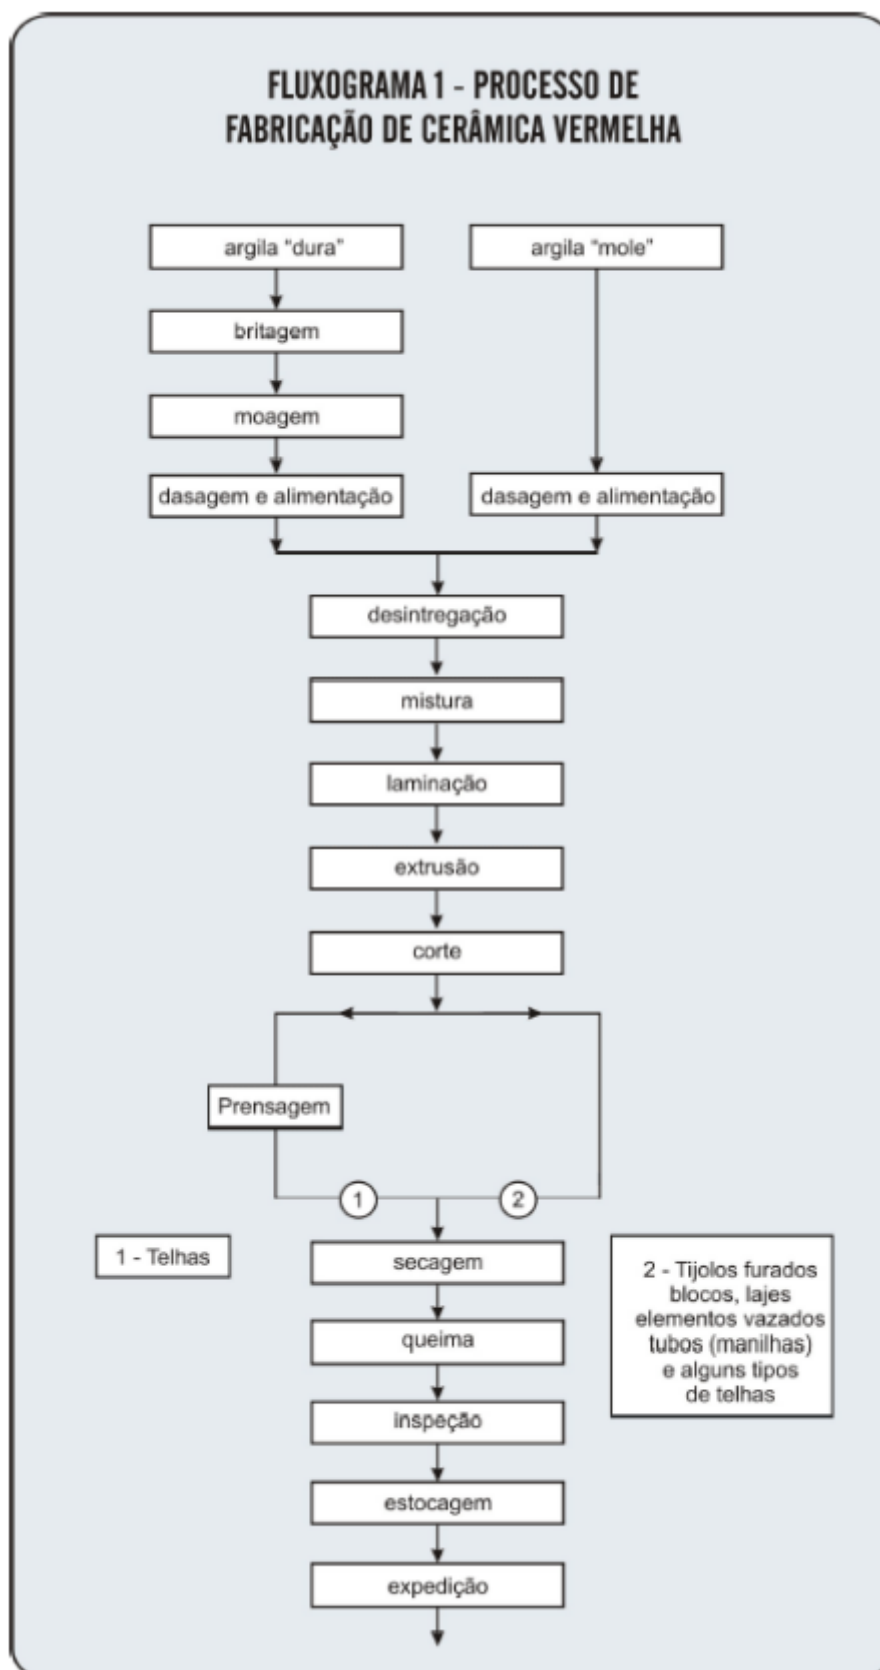 FLUXOGRAMA 1 - PROCESSO DE
FABRICAÇÃO DE CERÂMICA VERMELHA
argila “dura”
argila “mole”
britagem
moagem
dasagem e alimentação
dasagem e alimentação
desintregação
mistura
laminação
extrusão
corte
Prensagem
1
2
1 - Telhas
secagem
2 - Tijolos furados
blocos, lajes
elementos vazados
tubos (manilhas)
e alguns tipos
de telhas
queima
inspeção
estocagem
expedição